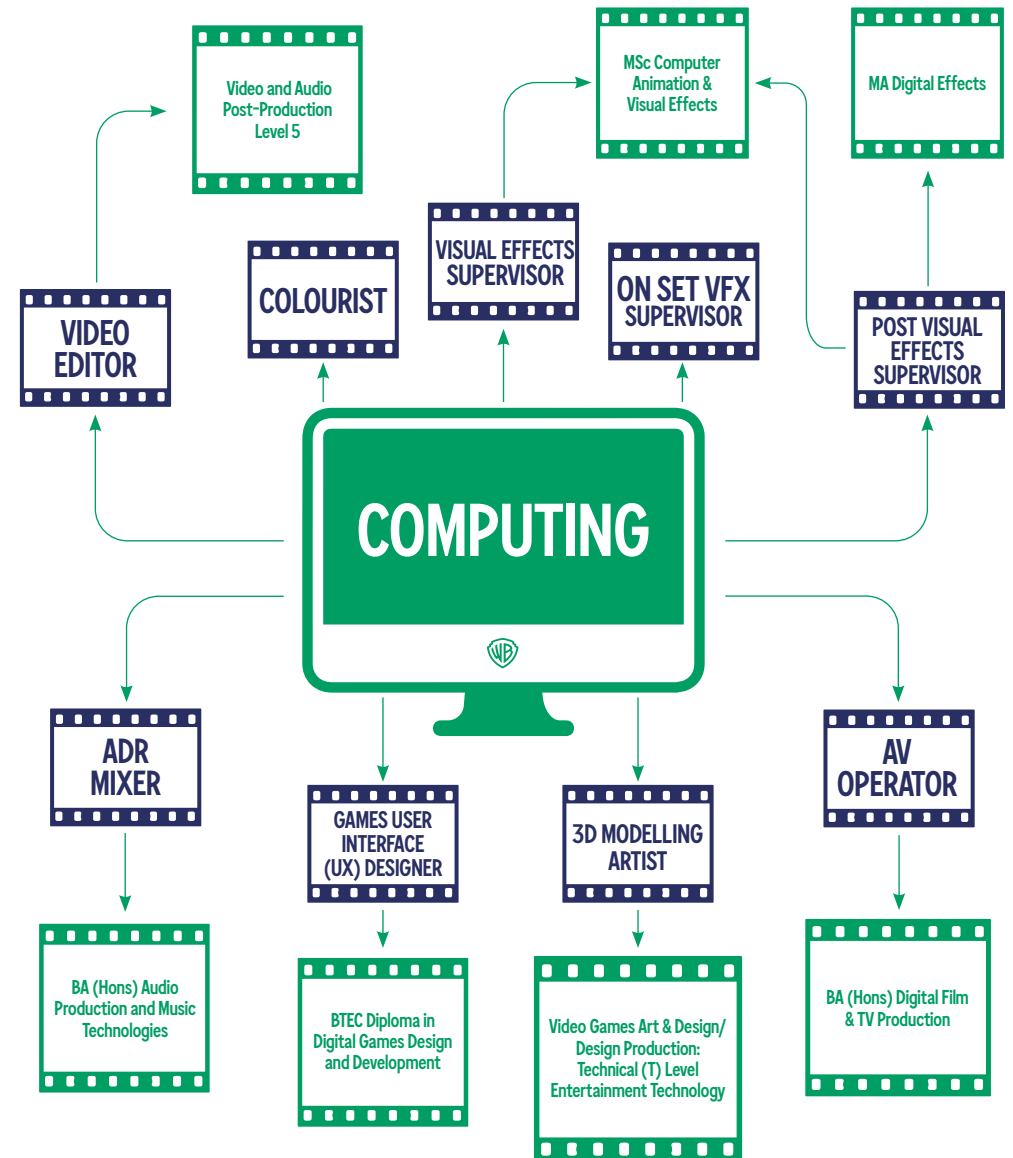 Video and Audio
Post-Production
Level 5
MSc Computer
Animation &
Visual Effects
MA Digital Effects
VISUAL EFFECTS
SUPERVISOR
COLOURIST
ON SET VFX
SUPERVISOR
VIDEO
EDITOR
POST VISUAL
EFFECTS
SUPERVISOR
COMPUTING
WB
ADR
MIXER
AV
OPERATOR
GAMES USER
INTERFACE
(UX) DESIGNER
3D MODELLING
ARTIST
BA (Hons) Audio
Production and Music
Technologies
BTEC Diploma in
Digital Games Design
and Development
Video Games Art & Design/
Design Production:
Technical (T) Level
Entertainment Technology
BA (Hons) Digital Film
& TV Production